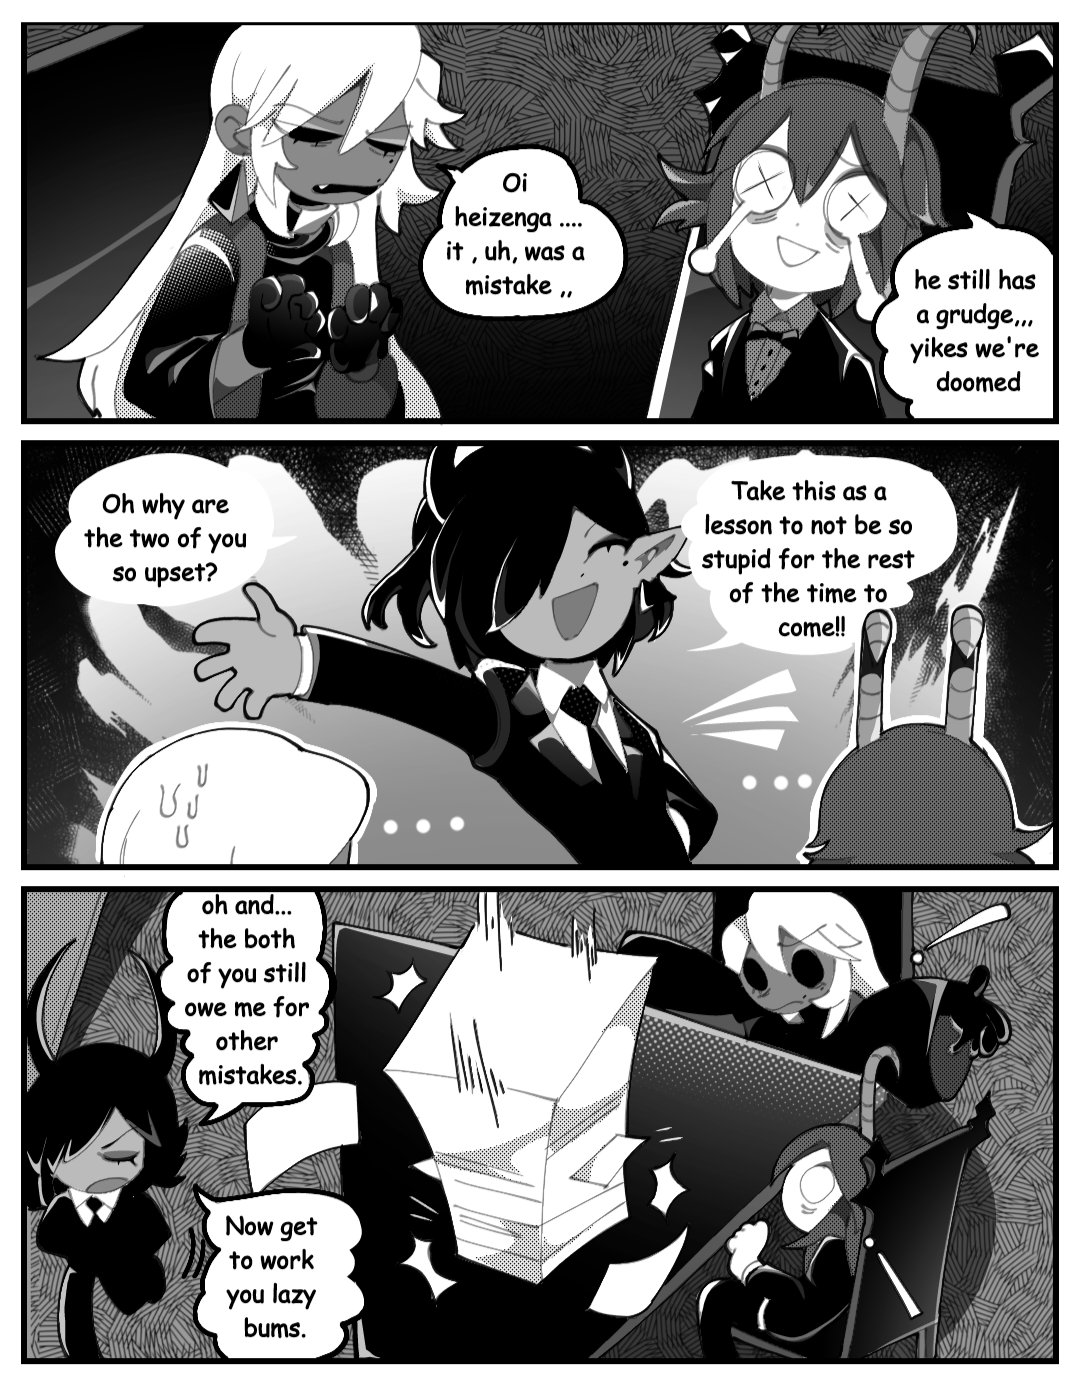 Oi
heizenga ....
it , uh, was a
mistake ,,
he still has
a grudge,,,
yikes we're
doomed
Oh why are
the two of you
so upset?
Take this as a
lesson to not be so
stupid for the rest
of the time to
come!!
oh and...
the both
of you still
owe me for
other
mistakes.
Now get
to work
you lazy
bums.